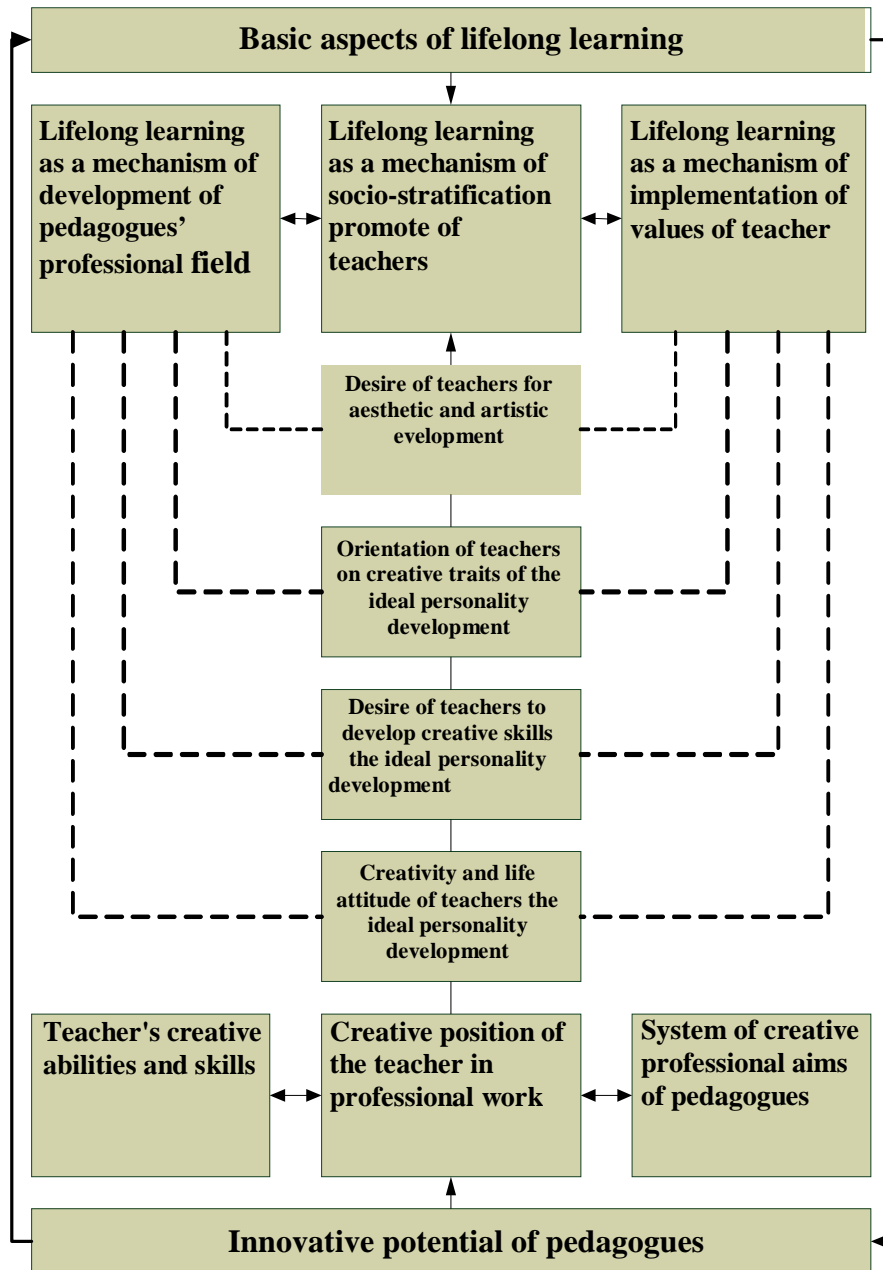 Basic aspects of lifelong learning
Lifelong learning
as a mechanism of
development of
pedagogues’
professional field
Lifelong learning
as a mechanism of
socio-stratification
promote of
teachers
Lifelong learning
as a mechanism of
implementation of
values of teacher
Desire of teachers for
aesthetic and artistic
evelopment
Orientation of teachers
on creative traits of the
ideal personality
development
Desire of teachers to
develop creative skills
the ideal personality
development
Creativity and life
attitude of teachers the
ideal personality
development
Teacher's creative
abilities and skills
Creative position of
the teacher in
professional work
System of creative
professional aims
of pedagogues
Innovative potential of pedagogues